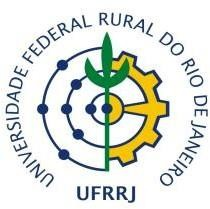 UNIVERSIDADE FEDERAL RURAL DO RIO DE JANEIRO
UFRRJ